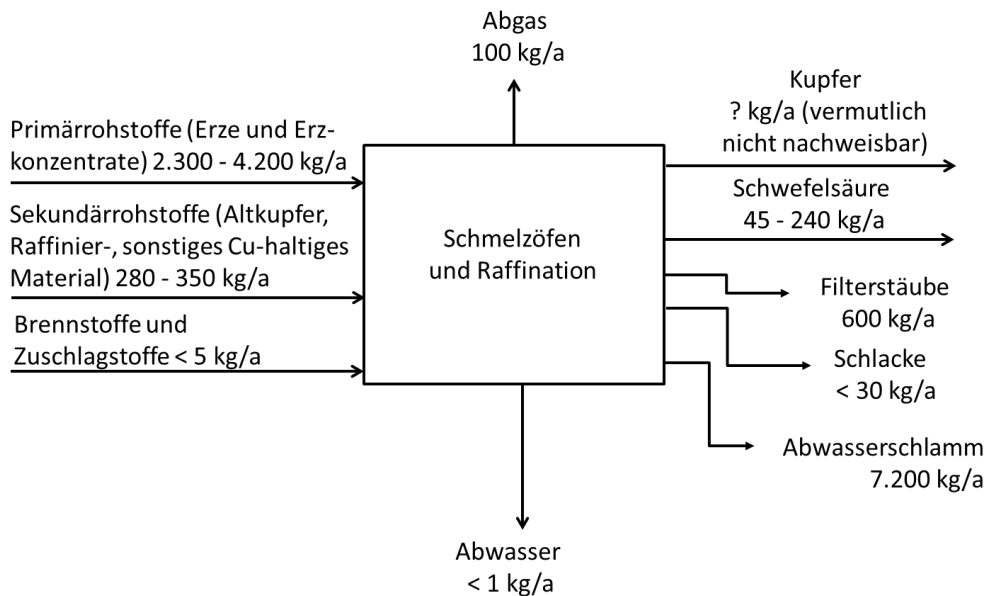 Abgas
100 kg/a
Primärrohstoffe (Erze und Erz-
konzentrate) 2.300 - 4.200 kg/a
Sekundärrohstoffe (Altkupfer,
Raffinier-, sonstiges Cu-haltiges
Material) 280 - 350 kg/a
Brennstoffe und
Zuschlagstoffe < 5 kg/a
Schmelzöfen
und Raffination
Kupfer
? kg/a (vermutlich
nicht nachweisbar)
Schwefelsäure
45 - 240 kg/a
Filterstäube
600 kg/a
Schlacke
< 30 kg/a
Abwasserschlamm
7.200 kg/a
Abwasser
< 1 kg/a